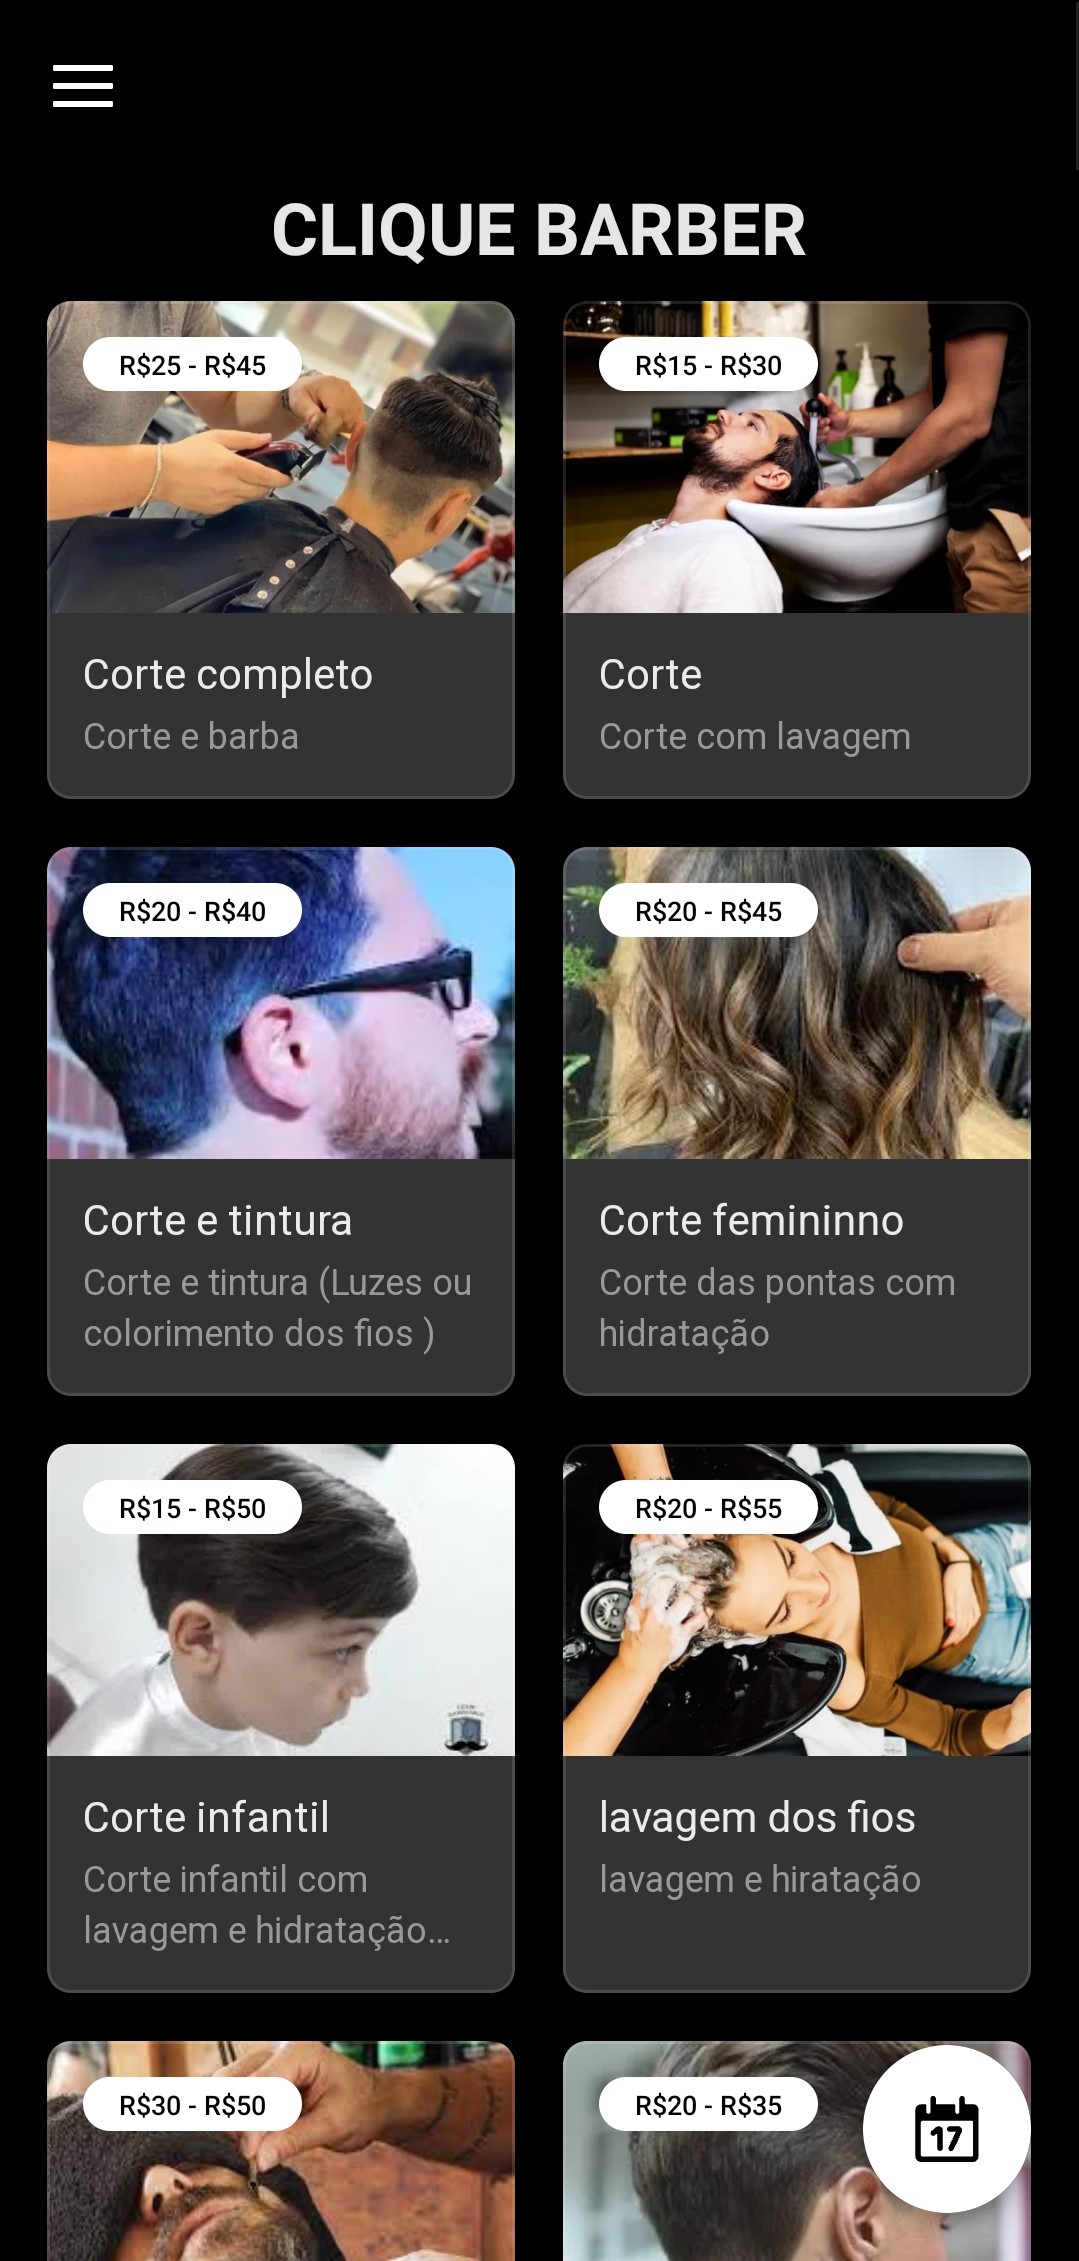 CLIQUE BARBER
R$25 - R$45
R$15 - R$30
Corte completo
Corte e barba
Corte
Corte com lavagem
R$20 - R$40
R$20 - R$45
Corte e tintura
Corte e tintura (Luzes ou
colorimento dos fios )
Corte femininno
Corte das pontas com
hidratação
R$15 - R$50
R$20 - R$55
Corte infantil
Corte infantil com
lavagem e hidratação...
lavagem dos fios
lavagem e hiratação
R$30 - R$50
R$20 - R$35
17